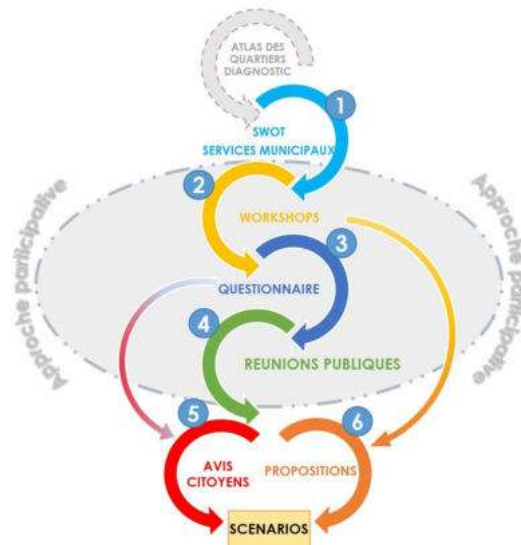 ATLAS DES
QUARTIERS
DIAGNOSTIC
1
SWOT
SERVICES MUNICIPAUX
2
WORKSHOPS
Approche participative
Approche participative
3
QUESTIONNAIRE
4
REUNIONS PUBLIQUES
5
6
AVIS
CITOYENS
PROPOSITIONS
SCENARIOS